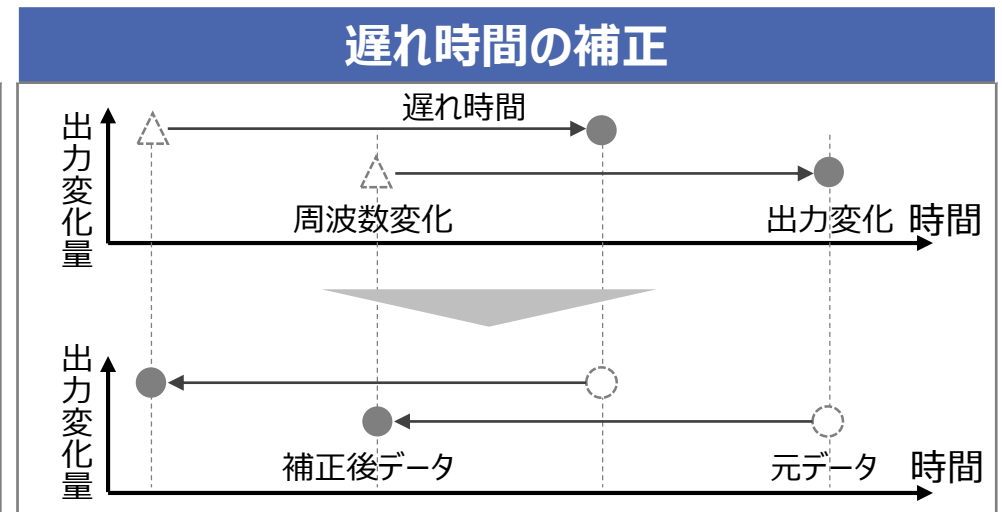 遅れ時間の補正
出力変化量
遅れ時間
周波数変化
出力変化
時間
出力変化量
補正後データ
元データ
時間